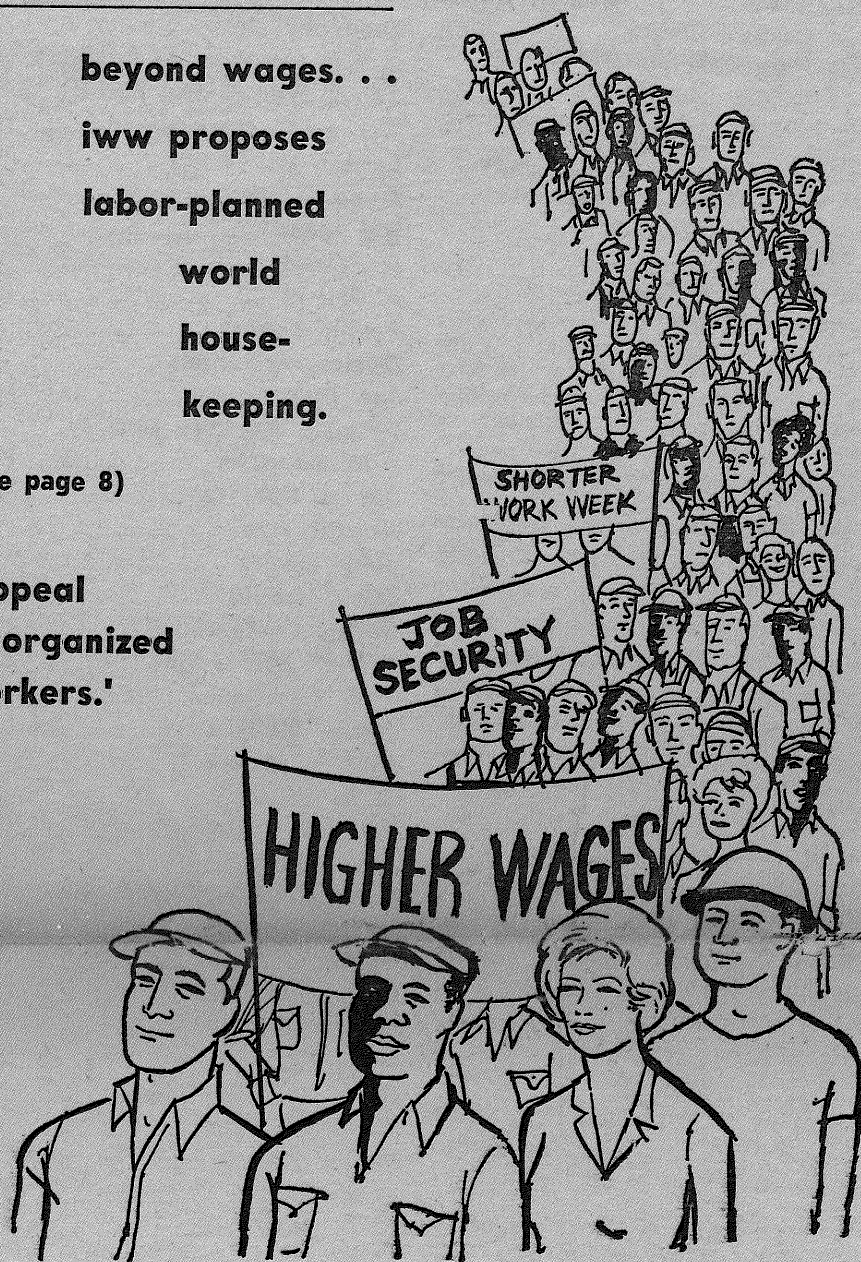 beyond wages. . .
iww proposes
labor-planned
world
house-
keeping.
e page 8)
ppeal
organized
rkers.'
SHORTER
WORK WEEK
JOB
SECURITY
HIGHER WAGES